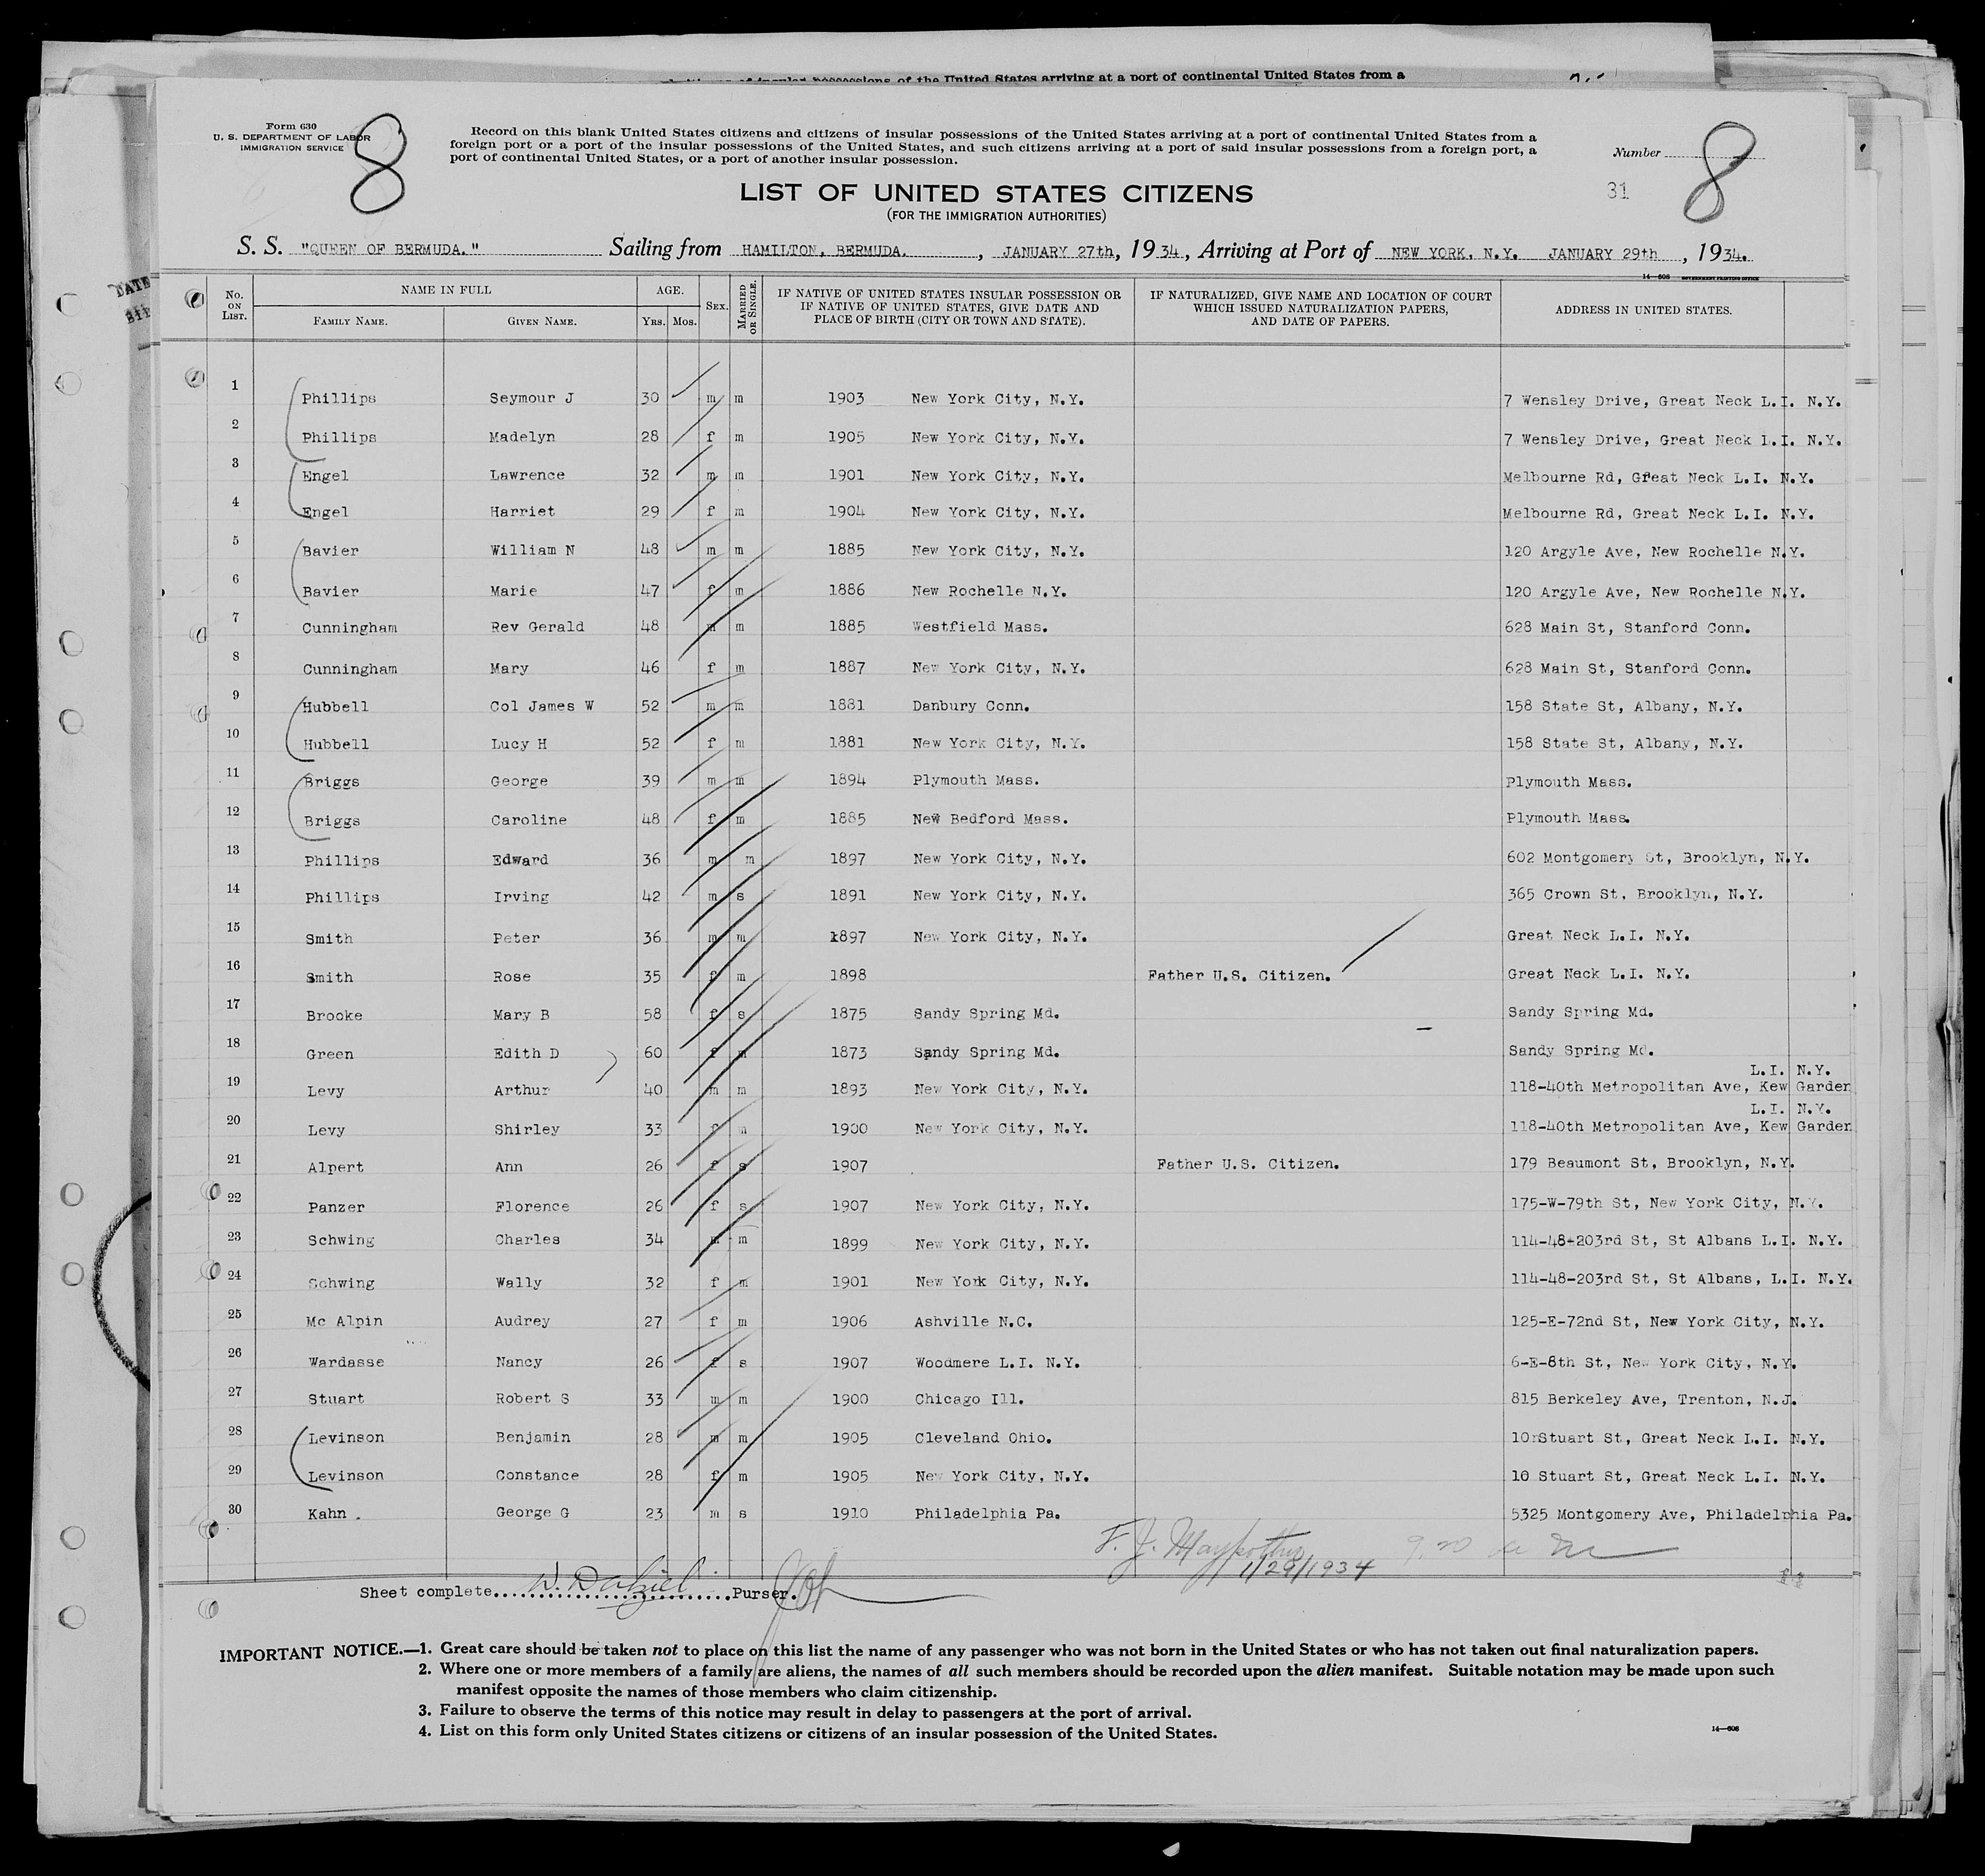 of the United States arriving at a port of continental United States from a
Form 630
U. S. DEPARTMENT OF LABOR
IMMIGRATION SERVICE
8
Record on this blank United States citizens and citizens of insular possessions of the United States arriving at a port of continental United States from a
foreign port or a port of the insular possessions of the United States, and such citizens arriving at a port of said insular possessions from a foreign port, a
port of continental United States, or a port of another insular possession.
Number 8
31
LIST OF UNITED STATES CITIZENS
(FOR THE IMMIGRATION AUTHORITIES)
S. S. "QUEEN OF BERMUDA." Sailing from HAMILTON, BERMUDA. , JANUARY 27th, 1934, Arriving at Port of NEW YORK, N.Y. JANUARY 29th , 1934.
14—608 GOVERNMENT PRINTING OFFICE
DATE
No. ON LIST. NAME IN FULL FAMILY NAME. GIVEN NAME. AGE. YRS. MOS. SEX. MARRIED OR SINGLE. IF NATIVE OF UNITED STATES INSULAR POSSESSION OR IF NATIVE OF UNITED STATES, GIVE DATE AND PLACE OF BIRTH (CITY OR TOWN AND STATE). IF NATURALIZED, GIVE NAME AND LOCATION OF COURT WHICH ISSUED NATURALIZATION PAPERS, AND DATE OF PAPERS. ADDRESS IN UNITED STATES.
1 Phillips Seymour J 30 m m 1903 New York City, N.Y. 7 Wensley Drive, Great Neck L.I. N.Y.
2 Phillips Madelyn 28 f m 1905 New York City, N.Y. 7 Wensley Drive, Great Neck L.I. N.Y.
3 Engel Lawrence 32 m m 1901 New York City, N.Y. Melbourne Rd, Great Neck L.I. N.Y.
4 Engel Harriet 29 f m 1904 New York City, N.Y. Melbourne Rd, Great Neck L.I. N.Y.
5 Bavier William N 48 m m 1885 New York City, N.Y. 120 Argyle Ave, New Rochelle N.Y.
6 Bavier Marie 47 f m 1886 New Rochelle N.Y. 120 Argyle Ave, New Rochelle N.Y.
7 Cunningham Rev Gerald 48 m m 1885 Westfield Mass. 628 Main St, Stanford Conn.
8 Cunningham Mary 46 f m 1887 New York City, N.Y. 628 Main St, Stanford Conn.
9 Hubbell Col James W 52 m m 1881 Danbury Conn. 158 State St, Albany, N.Y.
10 Hubbell Lucy H 52 f m 1881 New York City, N.Y. 158 State St, Albany, N.Y.
11 Briggs George 39 m m 1894 Plymouth Mass. Plymouth Mass.
12 Briggs Caroline 48 f m 1885 New Bedford Mass. Plymouth Mass.
13 Phillips Edward 36 m m 1897 New York City, N.Y. 602 Montgomery St, Brooklyn, N.Y.
14 Phillips Irving 42 m s 1891 New York City, N.Y. 365 Crown St, Brooklyn, N.Y.
15 Smith Peter 36 m m 1897 New York City, N.Y. Great Neck L.I. N.Y.
16 Smith Rose 35 f m 1898 Father U.S. Citizen. Great Neck L.I. N.Y.
17 Brooke Mary B 58 f s 1875 Sandy Spring Md. Sandy Spring Md.
18 Green Edith D 60 f m 1873 Sandy Spring Md. Sandy Spring Md.
L.I. N.Y.
19 Levy Arthur 40 m m 1893 New York City, N.Y. 118-40th Metropolitan Ave, Kew Garden
L.I. N.Y.
20 Levy Shirley 33 f m 1900 New York City, N.Y. 118-40th Metropolitan Ave, Kew Garden
21 Alpert Ann 26 f s 1907 Father U.S. Citizen. 179 Beaumont St, Brooklyn, N.Y.
22 Panzer Florence 26 f s 1907 New York City, N.Y. 175-W-79th St, New York City, N.Y.
23 Schwing Charles 34 m m 1899 New York City, N.Y. 114-48-203rd St, St Albans L.I. N.Y.
24 Schwing Wally 32 f m 1901 New York City, N.Y. 114-48-203rd St, St Albans, L.I. N.Y.
25 Mc Alpin Audrey 27 f m 1906 Ashville N.C. 125-E-72nd St, New York City, N.Y.
26 Wardasse Nancy 26 f s 1907 Woodmere L.I. N.Y. 6-E-8th St, New York City, N.Y.
27 Stuart Robert S 33 m m 1900 Chicago Ill. 815 Berkeley Ave, Trenton, N.J.
28 Levinson Benjamin 28 m m 1905 Cleveland Ohio. 10 Stuart St, Great Neck L.I. N.Y.
29 Levinson Constance 28 f m 1905 New York City, N.Y. 10 Stuart St, Great Neck L.I. N.Y.
30 Kahn . George G 23 m s 1910 Philadelphia Pa. 5325 Montgomery Ave, Philadelphia Pa.
F. J.
1/29/1934
Sheet complete W. Dalziel Purser.
IMPORTANT NOTICE.—1. Great care should be taken not to place on this list the name of any passenger who was not born in the United States or who has not taken out final naturalization papers.
2. Where one or more members of a family are aliens, the names of all such members should be recorded upon the alien manifest. Suitable notation may be made upon such
manifest opposite the names of those members who claim citizenship.
3. Failure to observe the terms of this notice may result in delay to passengers at the port of arrival.
4. List on this form only United States citizens or citizens of an insular possession of the United States.
14—608